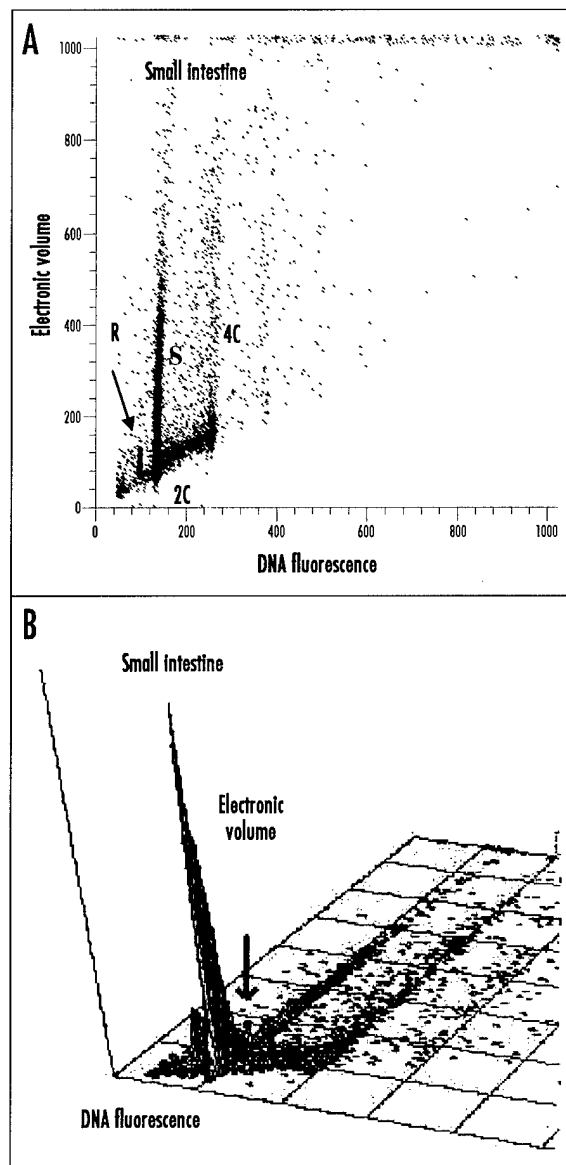 A
Small intestine
1000
800
600
400
200
0
Electronic volume
R
S
4C
2C
0
200
400
600
800
1000
DNA fluorescence
B
Small intestine
Electronic
volume
DNA fluorescence